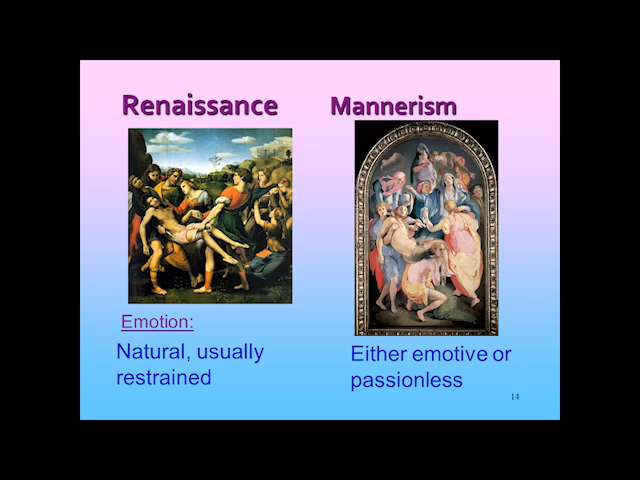 Renaissance
Mannerism
Emotion:
Natural, usually
restrained
Either emotive or
passionless
14